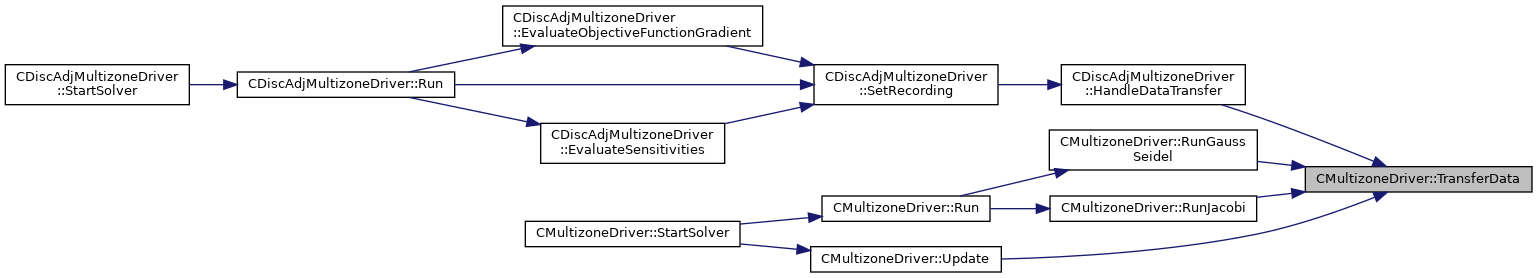 CDiscAdjMultizoneDriver
::StartSolver
CDiscAdjMultizoneDriver::Run
CDiscAdjMultizoneDriver
::EvaluateObjectiveFunctionGradient
CDiscAdjMultizoneDriver
::EvaluateSensitivities
CDiscAdjMultizoneDriver
::SetRecording
CDiscAdjMultizoneDriver
::HandleDataTransfer
CMultizoneDriver::RunGauss
Seidel
CMultizoneDriver::TransferData
CMultizoneDriver::Run
CMultizoneDriver::RunJacobi
CMultizoneDriver::StartSolver
CMultizoneDriver::Update